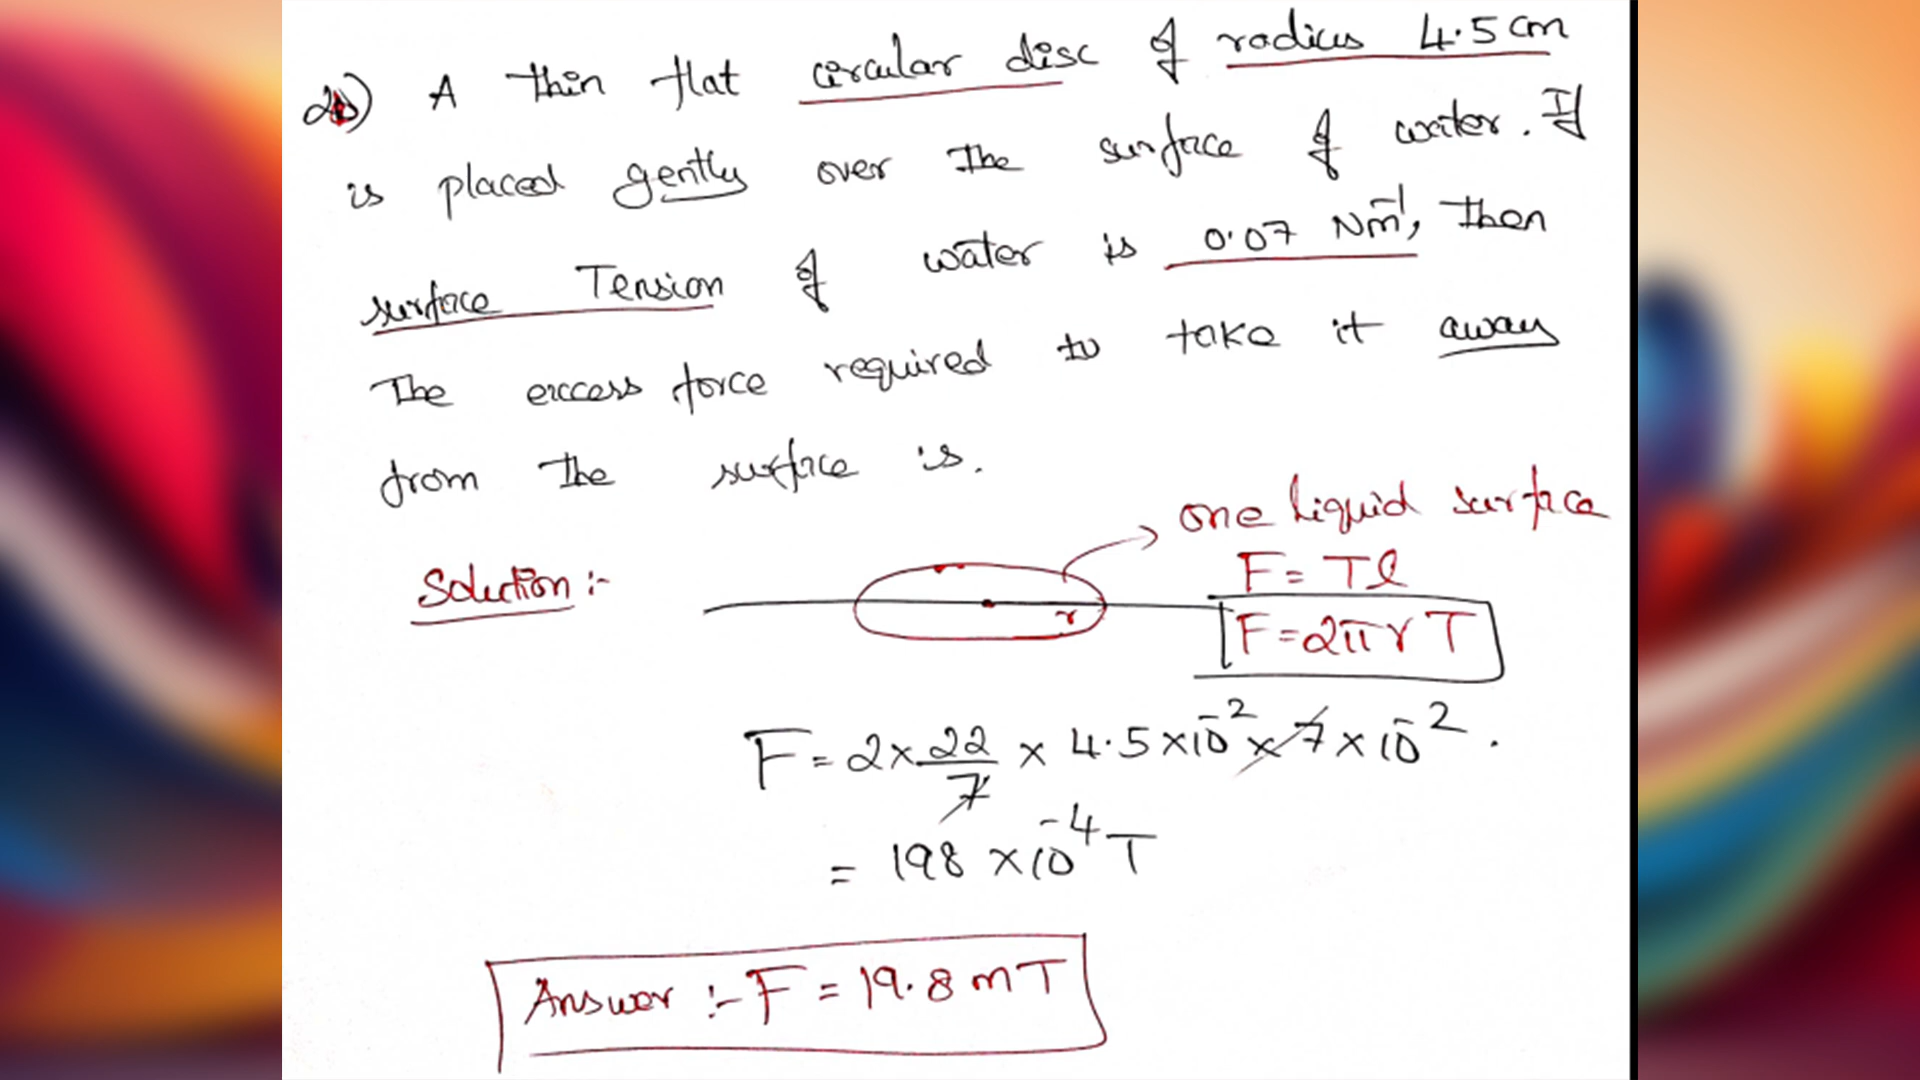 20) A thin flat circular disc of radius 4.5cm
is placed gently over the surface of water. If
surface Tension of water is 0.07 Nm⁻¹, then
The excess force required to take it away
from the surface is.
one liquid surface
Solution :-
F = Tl
r
F = 2πrT
F = 2 × 22/7 × 4.5 × 10⁻² × 7 × 10⁻².
= 198 × 10⁻⁴ T
Answer :- F = 19.8 mT